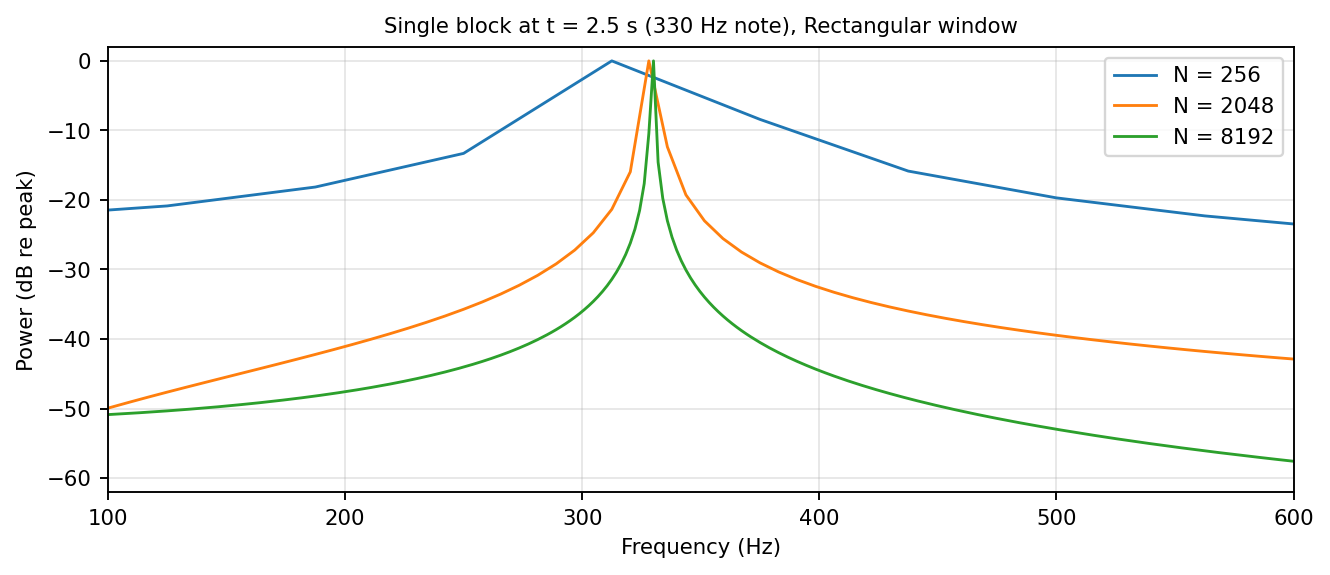 Single block at t = 2.5 s (330 Hz note), Rectangular window
Power (dB re peak)
0
−10
−20
−30
−40
−50
−60
N = 256
N = 2048
N = 8192
100 200 300 400 500 600
Frequency (Hz)